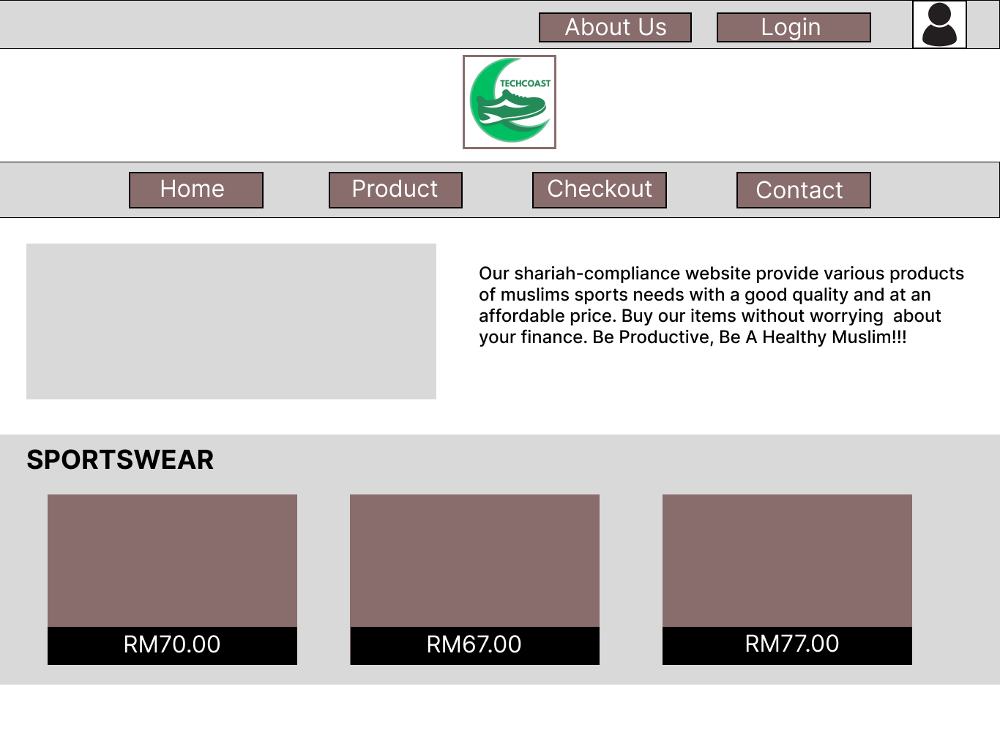 About Us
Login
TECHCOAST
Home
Product
Checkout
Contact
Our shariah-compliance website provide various products
of muslims sports needs with a good quality and at an
affordable price. Buy our items without worrying  about
your finance. Be Productive, Be A Healthy Muslim!!!
SPORTSWEAR
RM70.00
RM67.00
RM77.00